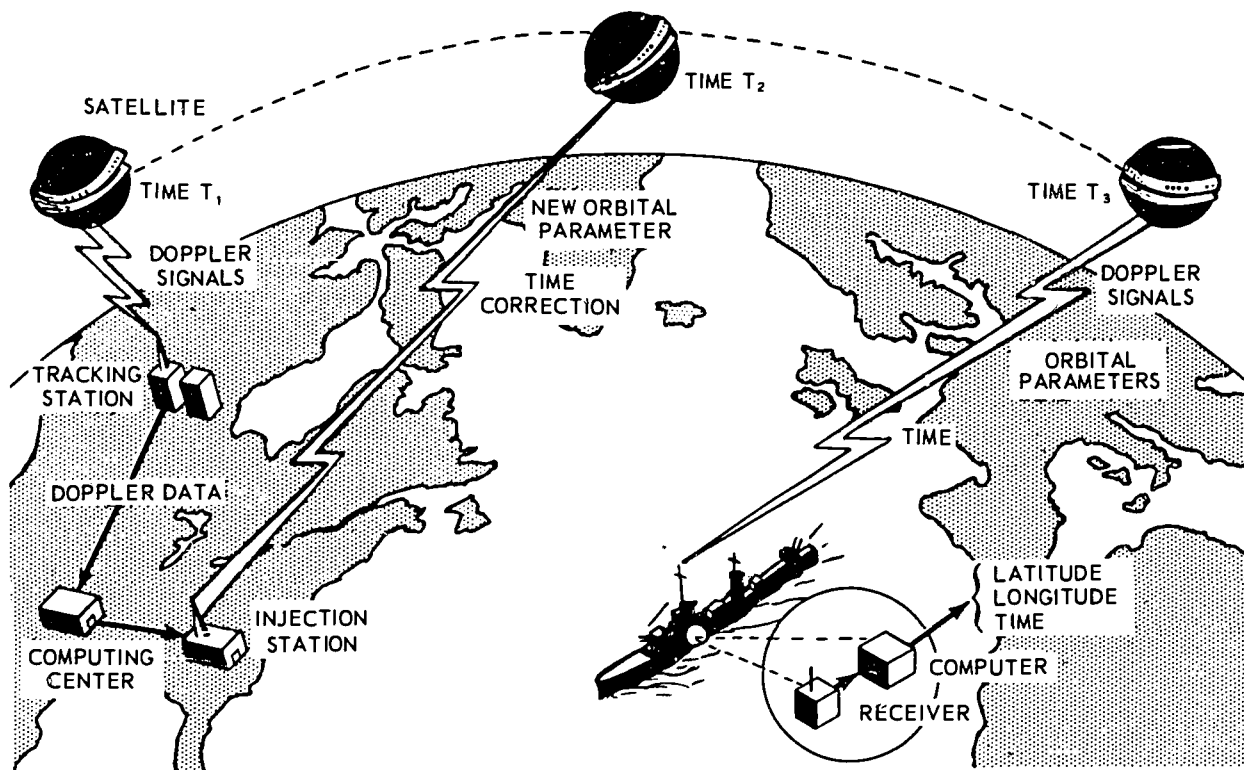 SATELLITE
TIME T₁
DOPPLER
SIGNALS
TRACKING
STATION
DOPPLER DATA
COMPUTING
CENTER
INJECTION
STATION
TIME T₂
NEW ORBITAL
PARAMETER
TIME
CORRECTION
TIME T₃
DOPPLER
SIGNALS
ORBITAL
PARAMETERS
TIME
LATITUDE
LONGITUDE
TIME
COMPUTER
RECEIVER